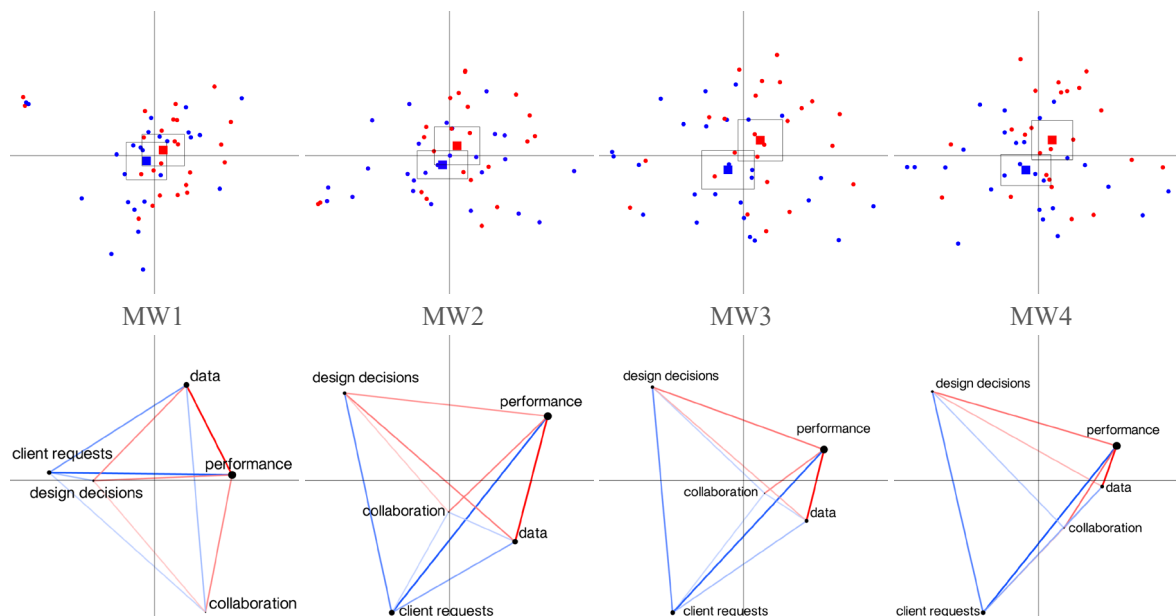 MW1 MW2 MW3 MW4
data
client requests
performance
design decisions
collaboration
design decisions
performance
collaboration
data
client requests
design decisions
performance
collaboration
data
client requests
design decisions
performance
data
collaboration
client requests